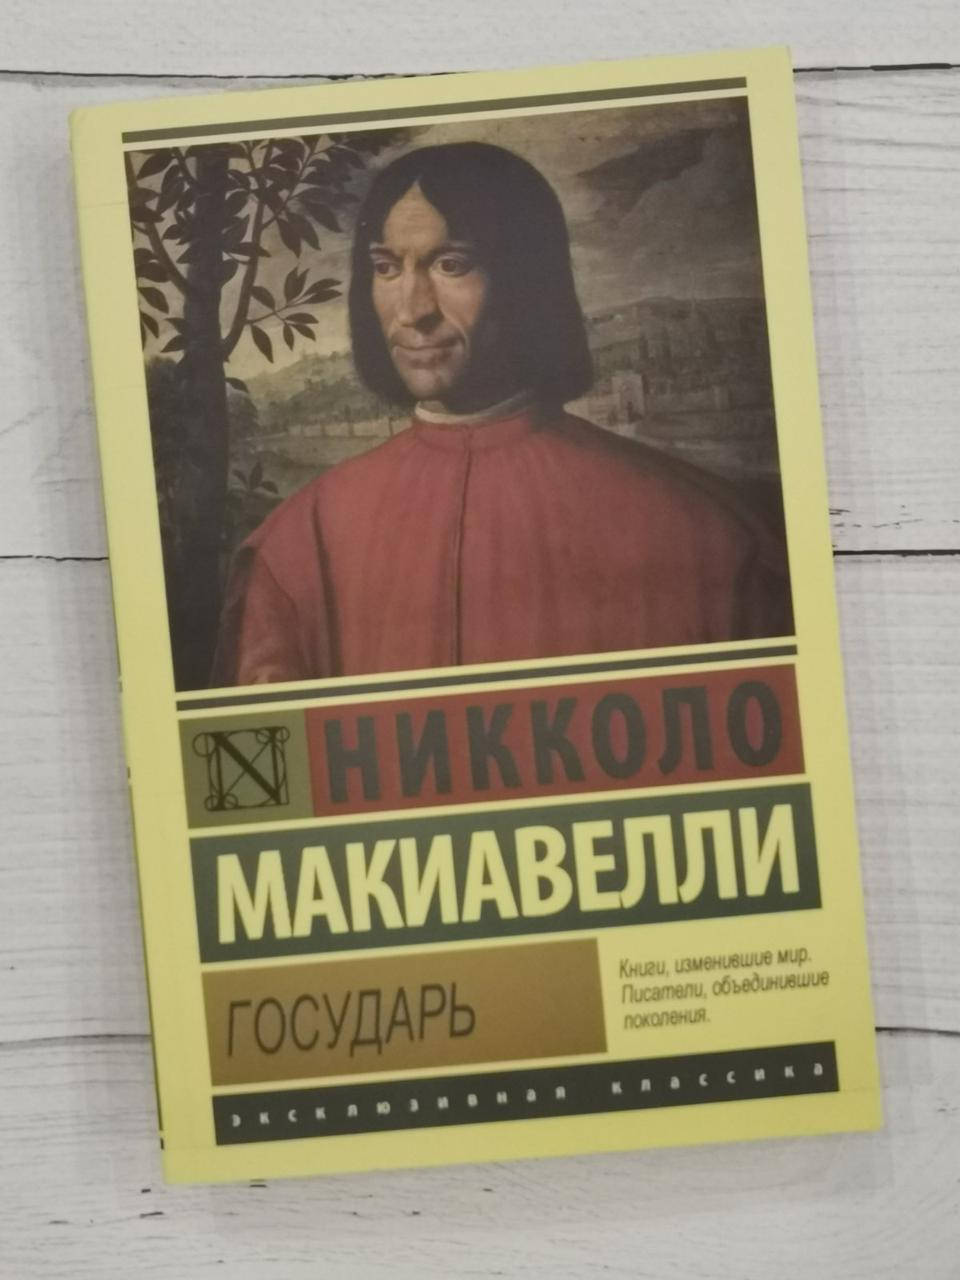 N
НИККОЛО
МАКИАВЕЛЛИ
ГОСУДАРЬ
Книги, изменившие мир.
Писатели, объединившие
поколения.
эксклюзивная классика